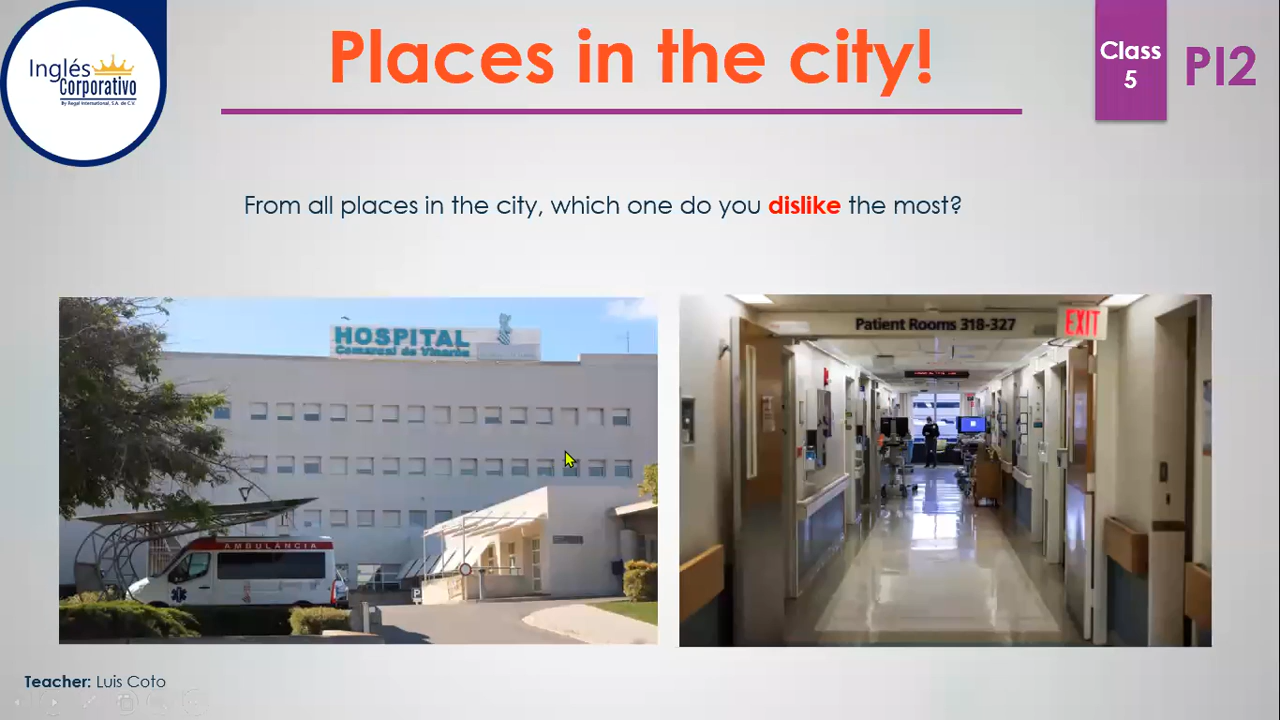 Inglés
Corporativo
By Regal International, S.A. de C.V.
Places in the city!
Class
5
PI2
From all places in the city, which one do you dislike the most?
HOSPITAL
Comarcal de Vinaròs
AMBULÀNCIA
P
Patient Rooms 318-327
EXIT
Teacher: Luis Coto